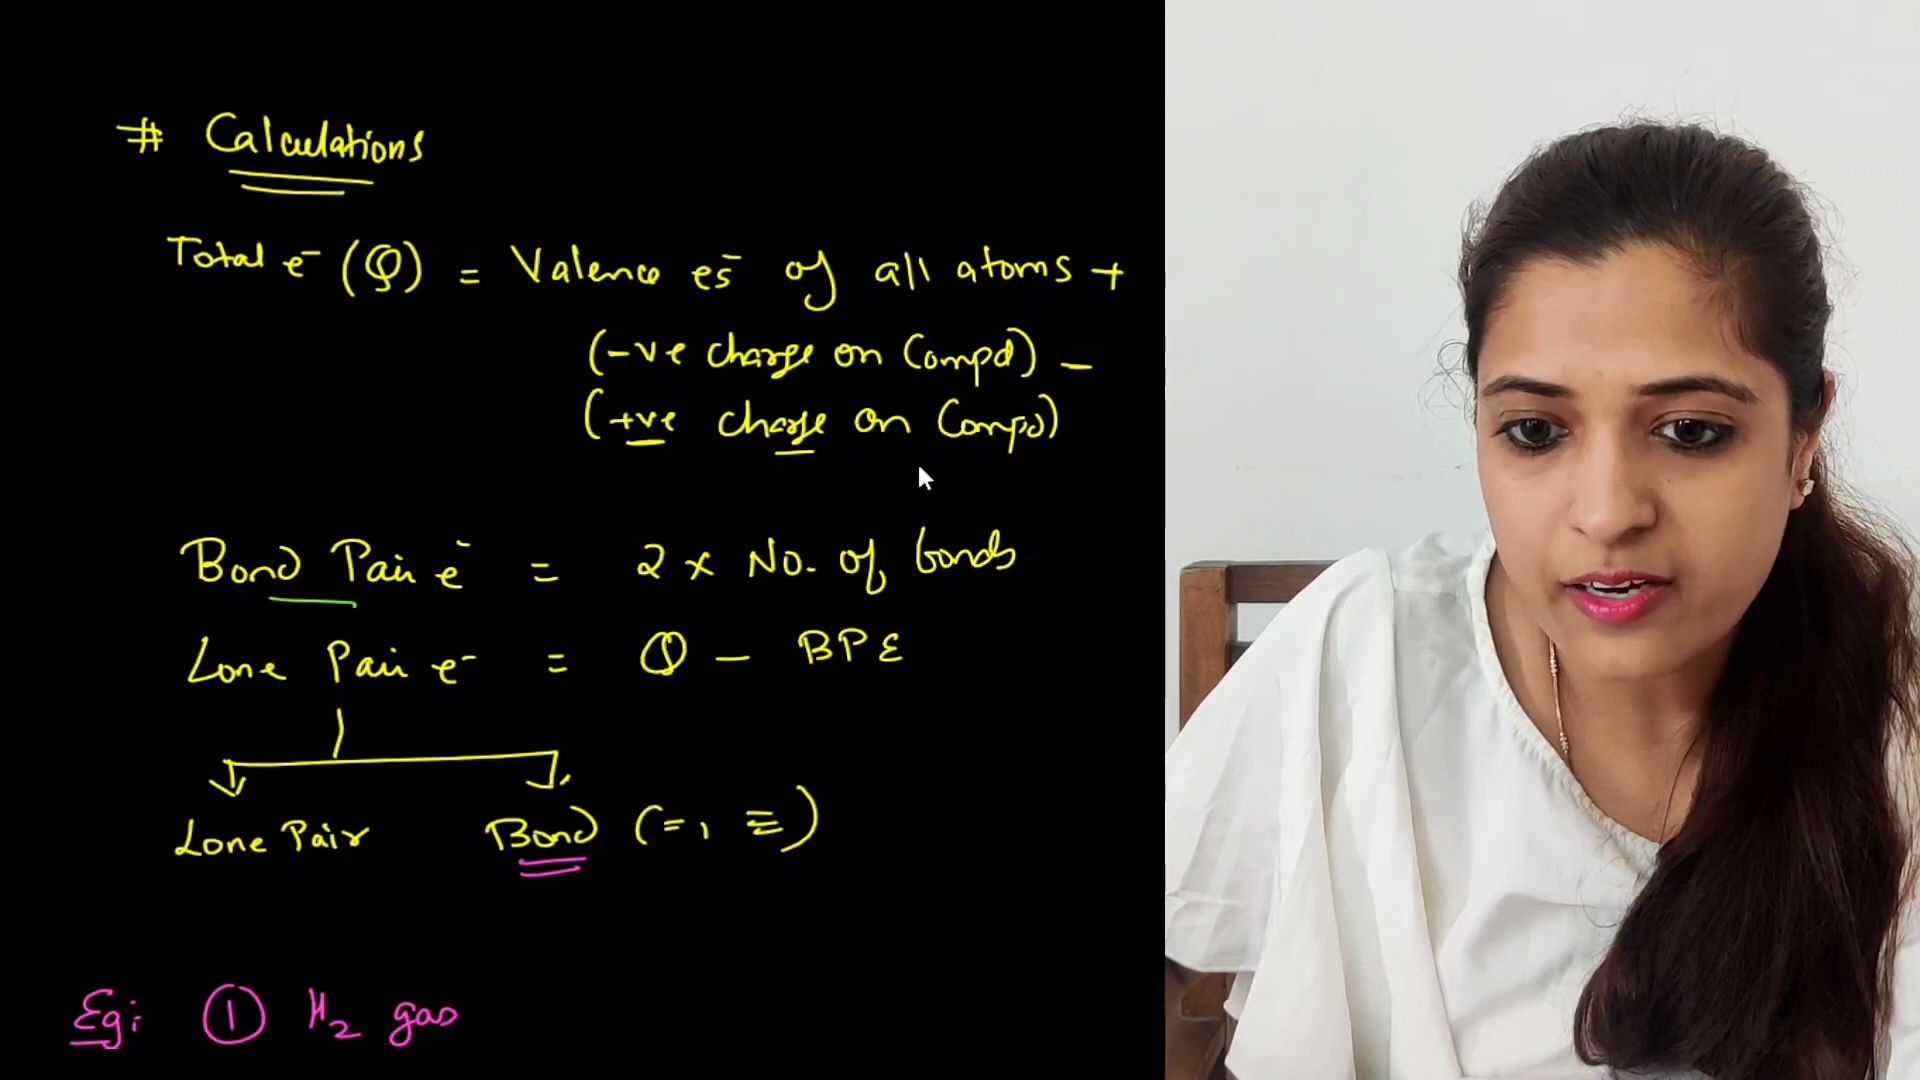 # Calculations
Total e⁻ (Q) = Valence es⁻ of all atoms +
(-ve charge on Compd) -
(+ve charge on Compd)
Bond Pair e⁻ = 2 x No. of bonds
Lone Pair e⁻ = Q - BPE
Lone Pair Bond (=, ≡)
Eg: ① H₂ gas